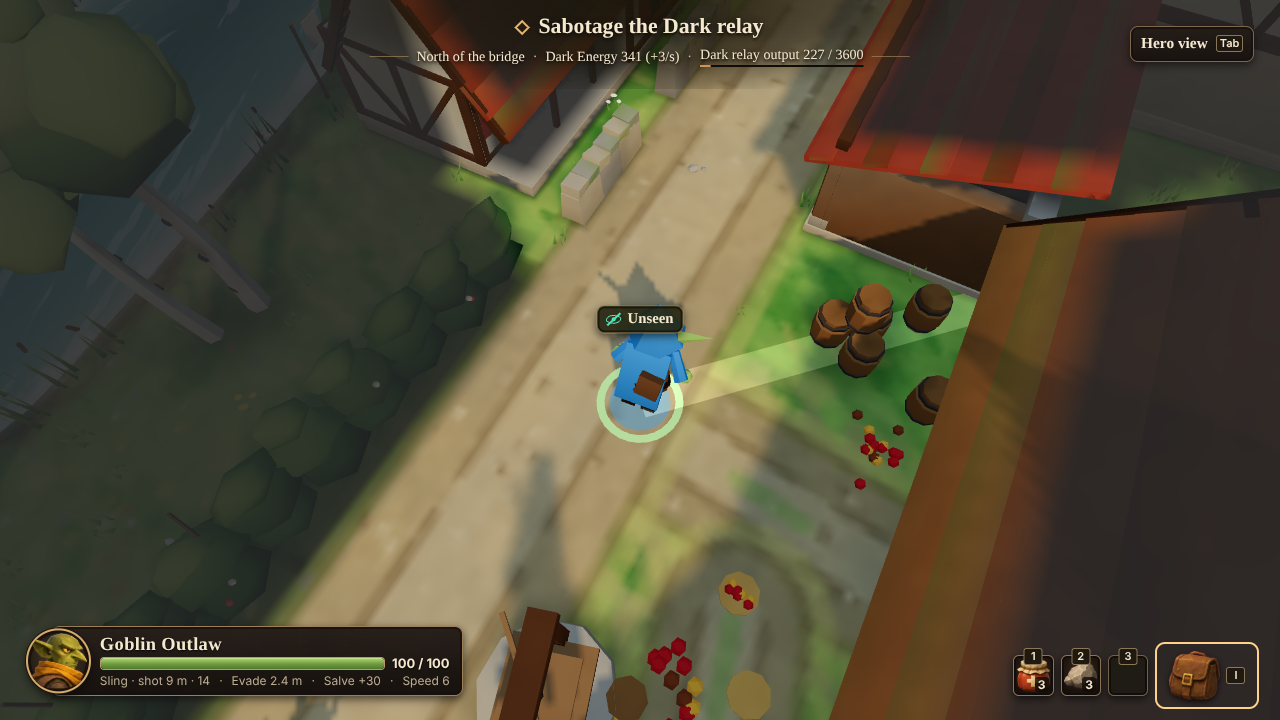 Sabotage the Dark relay
North of the bridge · Dark Energy 341 (+3/s) · Dark relay output 227 / 3600
Hero view Tab
Unseen
Goblin Outlaw
100 / 100
Sling · shot 9 m · 14 · Evade 2.4 m · Salve +30 · Speed 6
1 2 3
3 3
I